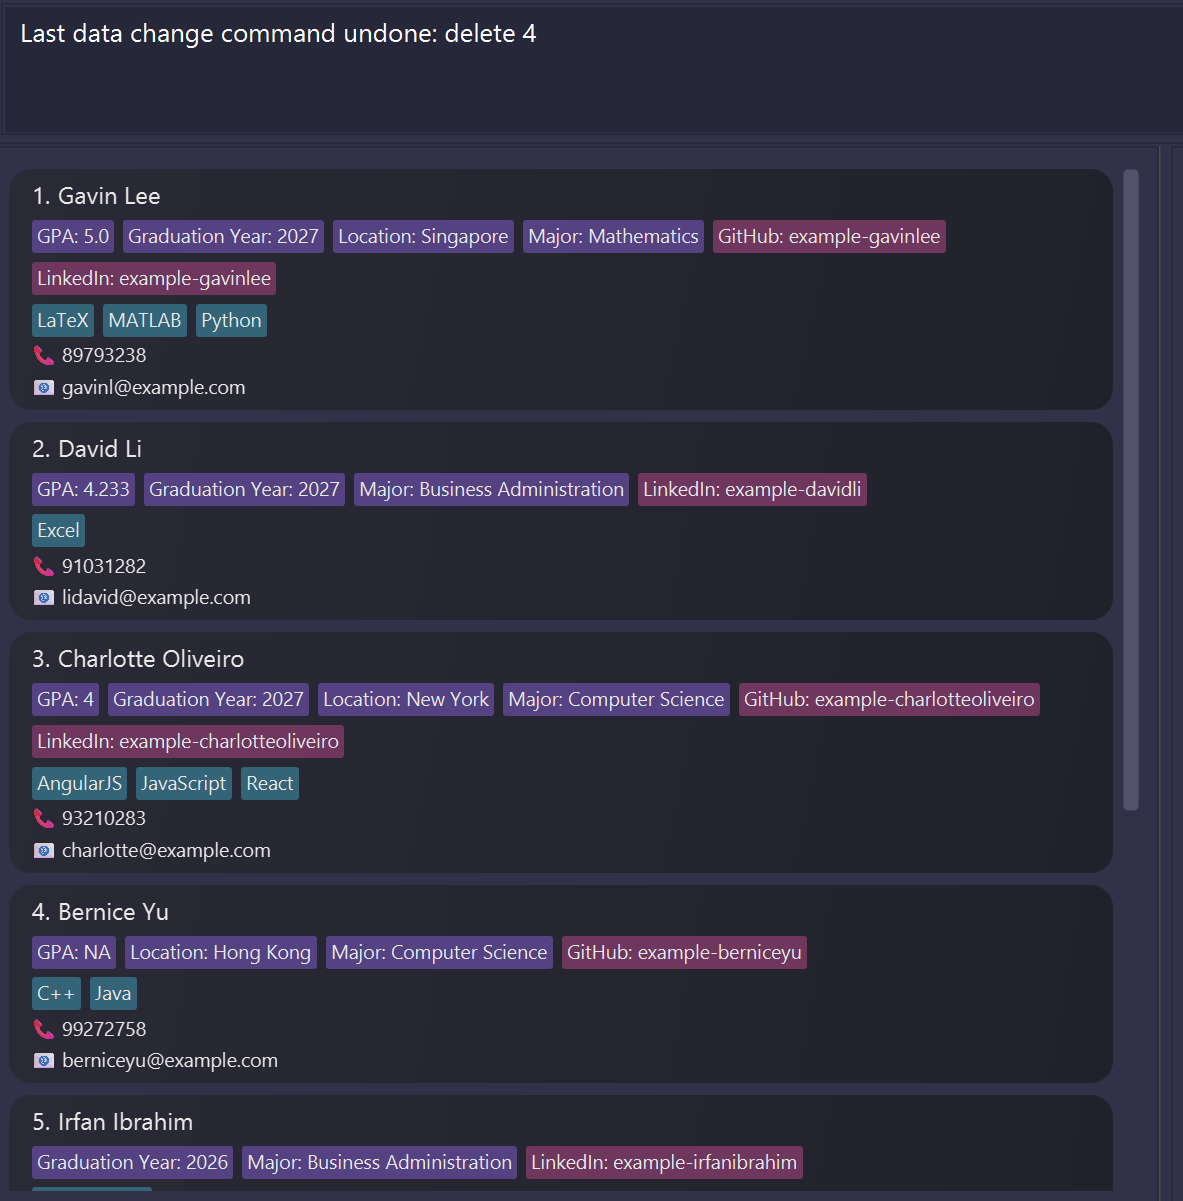 Last data change command undone: delete 4
1. Gavin Lee
GPA: 5.0 Graduation Year: 2027 Location: Singapore Major: Mathematics GitHub: example-gavinlee
LinkedIn: example-gavinlee
LaTeX MATLAB Python
89793238
gavinl@example.com
2. David Li
GPA: 4.233 Graduation Year: 2027 Major: Business Administration LinkedIn: example-davidli
Excel
91031282
lidavid@example.com
3. Charlotte Oliveiro
GPA: 4 Graduation Year: 2027 Location: New York Major: Computer Science GitHub: example-charlotteoliveiro
LinkedIn: example-charlotteoliveiro
AngularJS JavaScript React
93210283
charlotte@example.com
4. Bernice Yu
GPA: NA Location: Hong Kong Major: Computer Science GitHub: example-berniceyu
C++ Java
99272758
berniceyu@example.com
5. Irfan Ibrahim
Graduation Year: 2026 Major: Business Administration LinkedIn: example-irfanibrahim